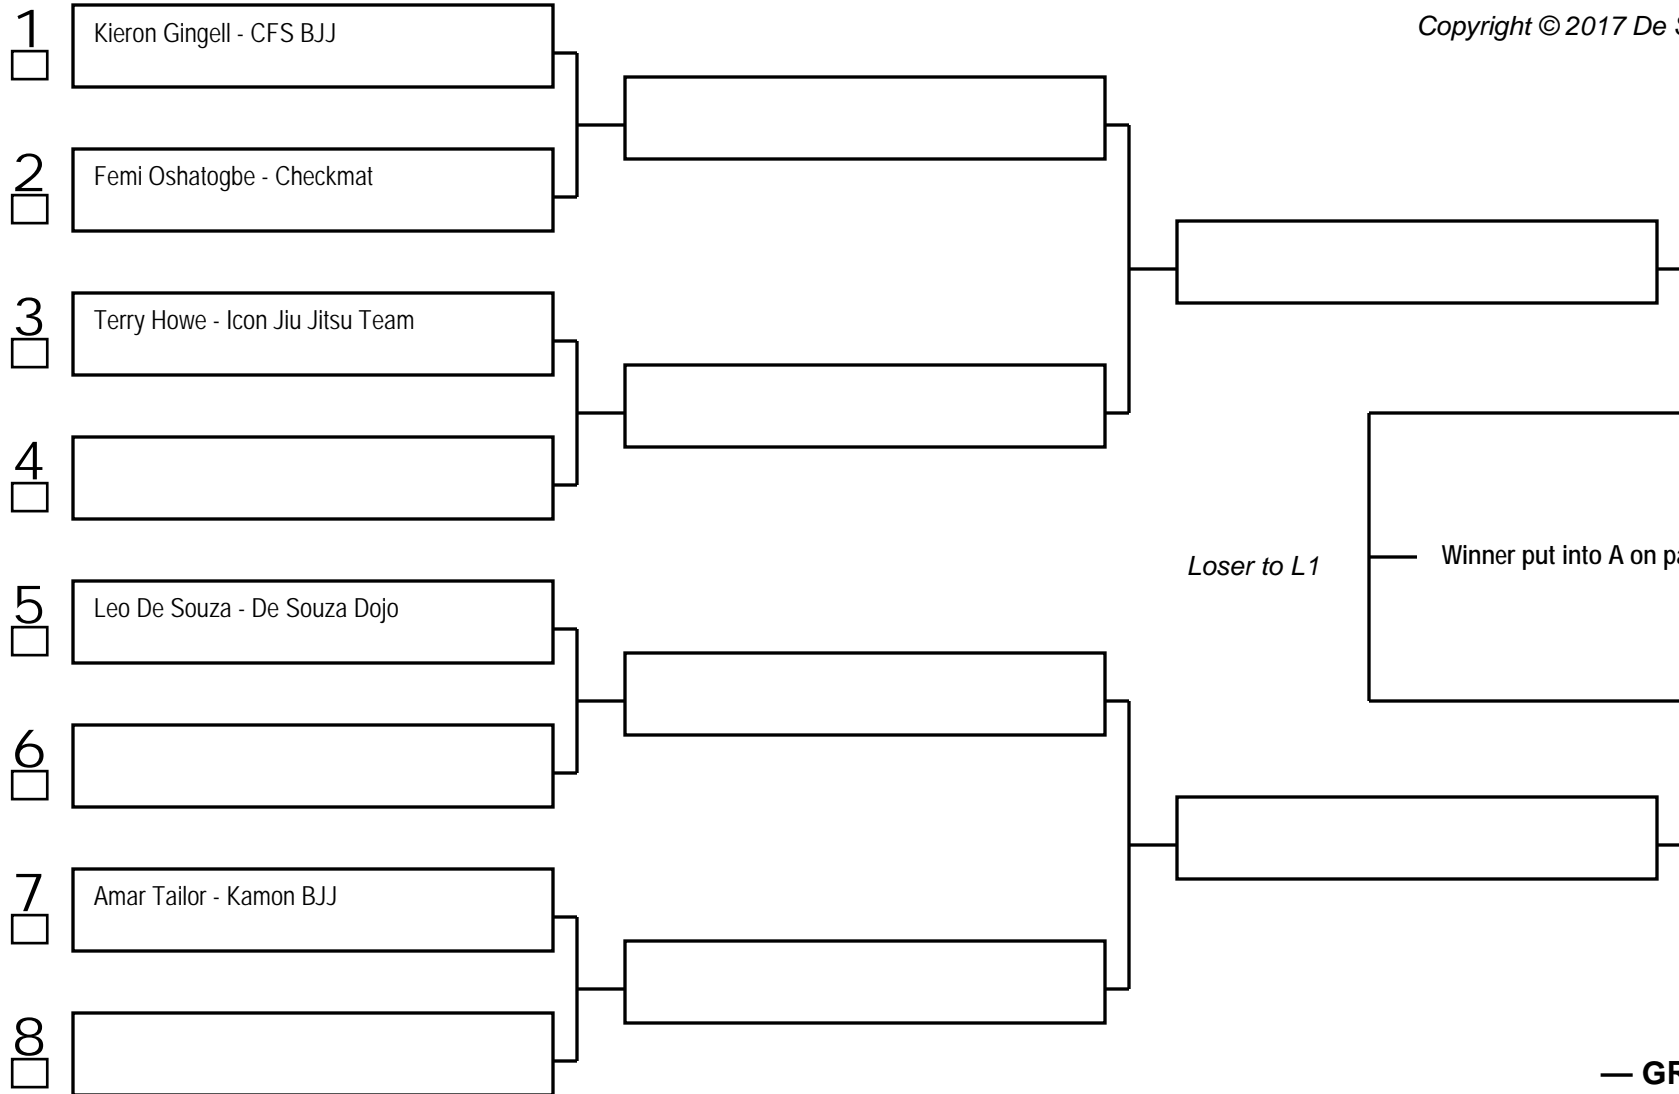 1
Kieron Gingell - CFS BJJ
Copyright © 2017 De
2
Femi Oshatogbe - Checkmat
3
Terry Howe - Icon Jiu Jitsu Team
4
Loser to L1
Winner put into A on
5
Leo De Souza - De Souza Dojo
6
7
Amar Tailor - Kamon BJJ
8
—